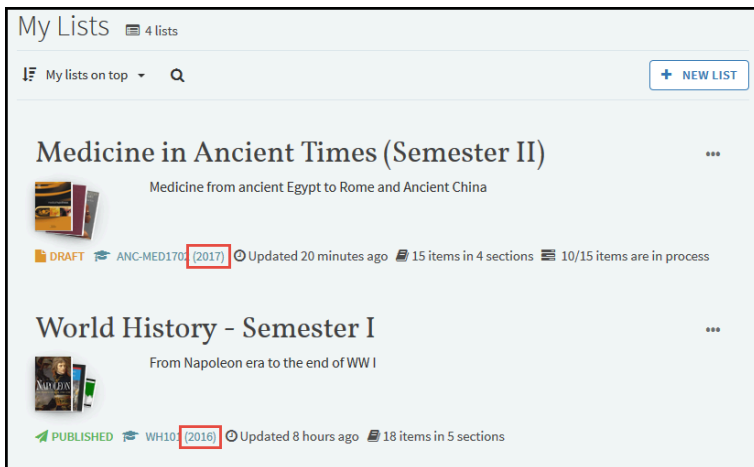 My Lists 4 lists
My lists on top
+ NEW LIST
Medicine in Ancient Times (Semester II)
Medicine from ancient Egypt to Rome and Ancient China
DRAFT ANC-MED1702 (2017) Updated 20 minutes ago 15 items in 4 sections 10/15 items are in process
World History - Semester I
From Napoleon era to the end of WW I
NAPOLEON
PUBLISHED WH101 (2016) Updated 8 hours ago 18 items in 5 sections